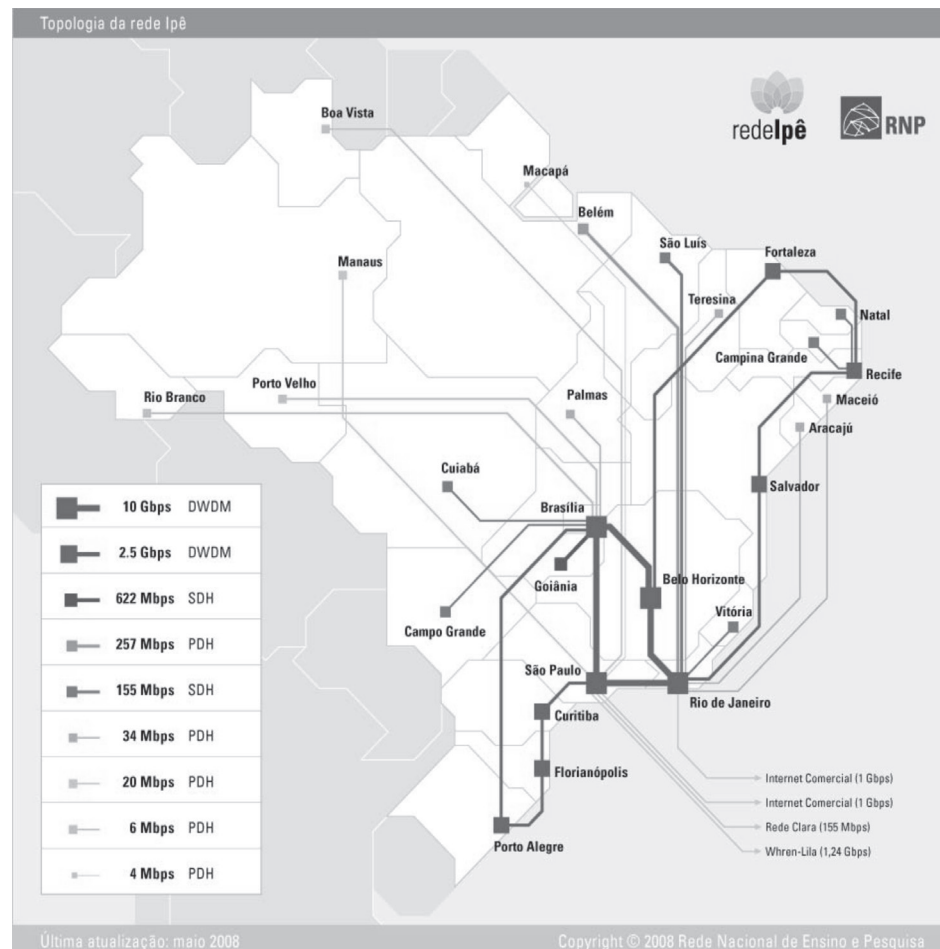 Topologia da rede Ipê
redeIpê
RNP
Boa Vista
Macapá
Belém
São Luís
Fortaleza
Manaus
Teresina
Natal
Campina Grande
Recife
Rio Branco
Porto Velho
Palmas
Maceió
Aracajú
Cuiabá
Salvador
Brasília
Goiânia
Belo Horizonte
Vitória
Campo Grande
São Paulo
Rio de Janeiro
Curitiba
Florianópolis
Porto Alegre
10 Gbps DWDM
2.5 Gbps DWDM
622 Mbps SDH
257 Mbps PDH
155 Mbps SDH
34 Mbps PDH
20 Mbps PDH
6 Mbps PDH
4 Mbps PDH
Internet Comercial (1 Gbps)
Internet Comercial (1 Gbps)
Rede Clara (155 Mbps)
Whren-Lila (1,24 Gbps)
Última atualização: maio 2008
Copyright © 2008 Rede Nacional de Ensino e Pesquisa